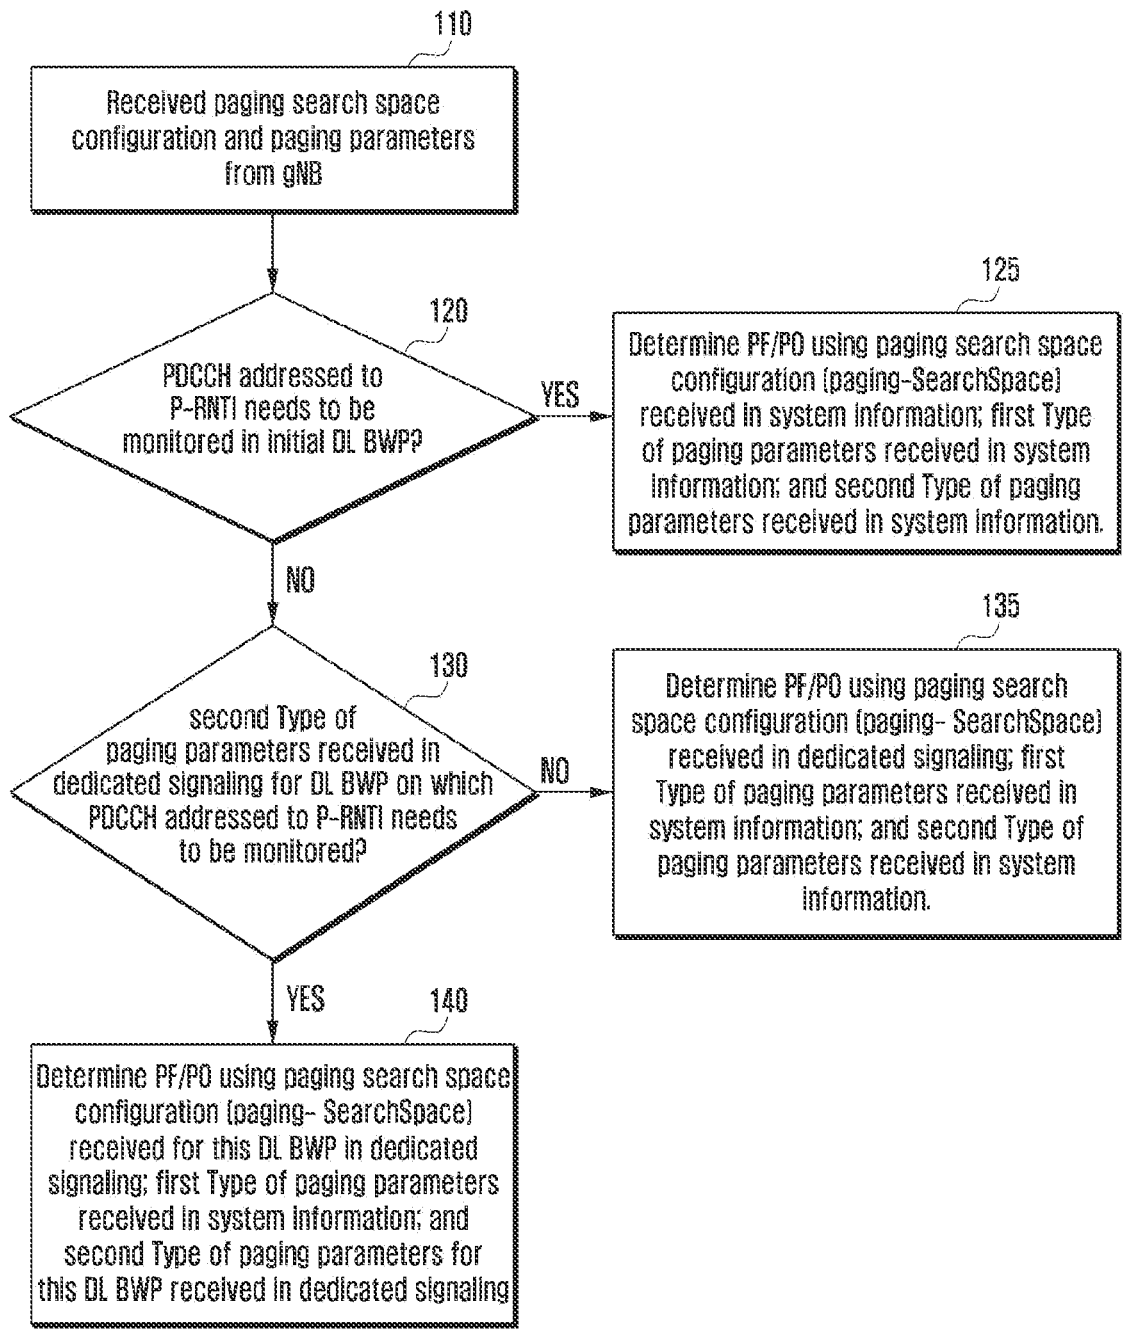 110
Received paging search space
configuration and paging parameters
from gNB
120
PDCCH addressed to
P-RNTI needs to be
monitored in initial DL BWP?
YES
125
Determine PF/PO using paging search space
configuration (paging-SearchSpace)
received in system information; first Type
of paging parameters received in system
information; and second Type of paging
parameters received in system information.
NO
130
second Type of
paging parameters received in
dedicated signaling for DL BWP on which
PDCCH addressed to P-RNTI needs
to be monitored?
NO
135
Determine PF/PO using paging search
space configuration (paging- SearchSpace)
received in dedicated signaling; first
Type of paging parameters received in
system information; and second Type of
paging parameters received in system
information.
YES
140
Determine PF/PO using paging search space
configuration (paging- SearchSpace)
received for this DL BWP in dedicated
signaling; first Type of paging parameters
received in system information; and
second Type of paging parameters for
this DL BWP received in dedicated signaling